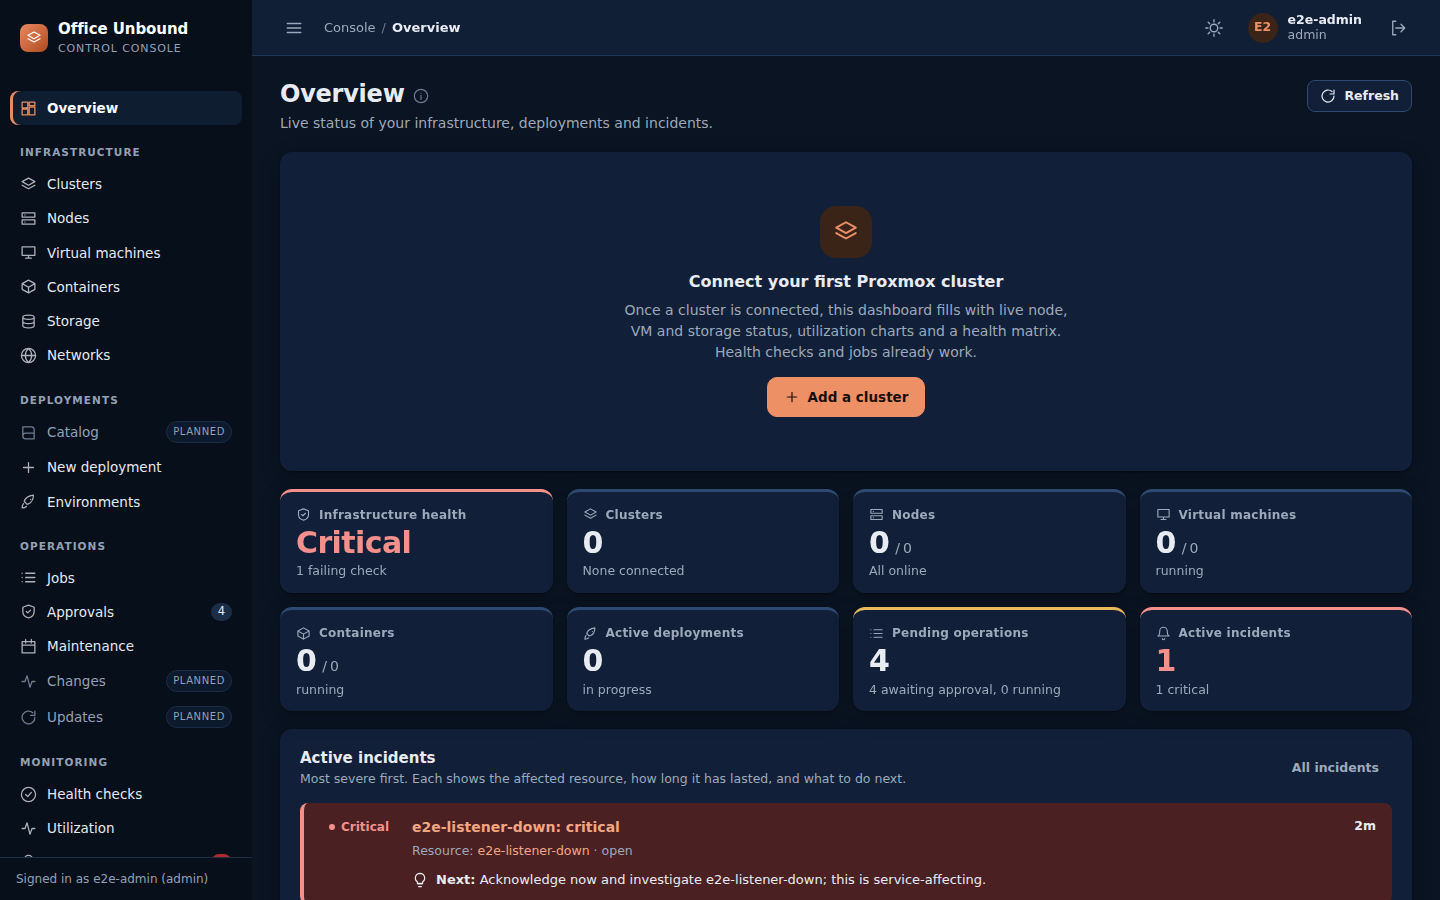 Office Unbound
CONTROL CONSOLE
Overview
INFRASTRUCTURE
Clusters
Nodes
Virtual machines
Containers
Storage
Networks
DEPLOYMENTS
Catalog PLANNED
New deployment
Environments
OPERATIONS
Jobs
Approvals 4
Maintenance
Changes PLANNED
Updates PLANNED
MONITORING
Health checks
Utilization
Signed in as e2e-admin (admin)
Console / Overview
E2 e2e-admin
admin
Overview
Refresh
Live status of your infrastructure, deployments and incidents.
Connect your first Proxmox cluster
Once a cluster is connected, this dashboard fills with live node,
VM and storage status, utilization charts and a health matrix.
Health checks and jobs already work.
Add a cluster
Infrastructure health
Critical
1 failing check
Clusters
0
None connected
Nodes
0 / 0
All online
Virtual machines
0 / 0
running
Containers
0 / 0
running
Active deployments
0
in progress
Pending operations
4
4 awaiting approval, 0 running
Active incidents
1
1 critical
Active incidents
Most severe first. Each shows the affected resource, how long it has lasted, and what to do next.
All incidents
Critical
e2e-listener-down: critical
2m
Resource: e2e-listener-down · open
Next: Acknowledge now and investigate e2e-listener-down; this is service-affecting.